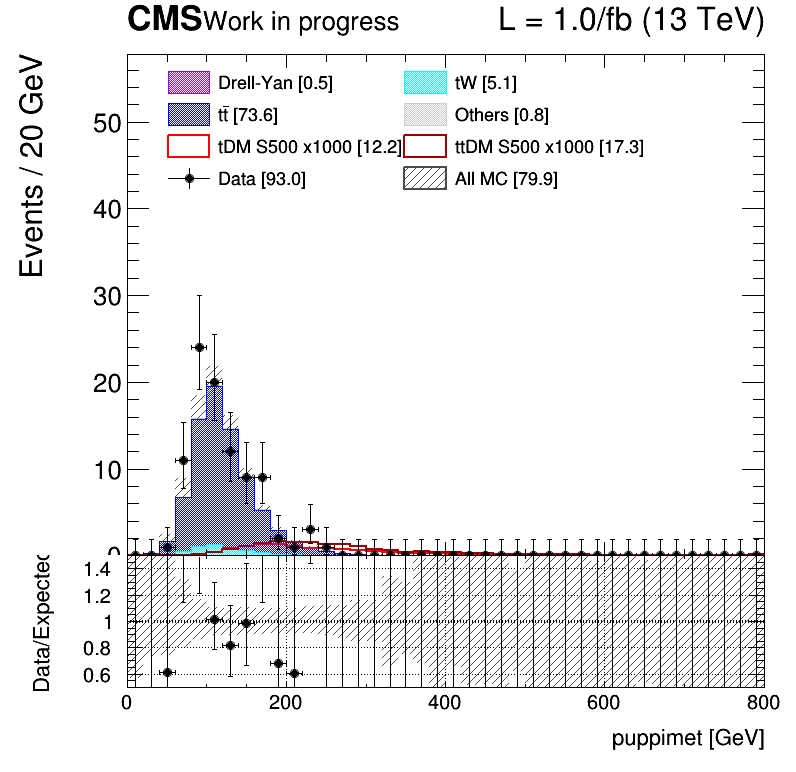 CMS Work in progress L = 1.0/fb (13 TeV)
Events / 20 GeV
Drell-Yan [0.5] tW [5.1]
tt̄ [73.6] Others [0.8]
tDM S500 x1000 [12.2] ttDM S500 x1000 [17.3]
Data [93.0] All MC [79.9]
50
40
30
20
10
0
Data/Expected
1.4
1.2
1
0.8
0.6
0 200 400 600 800
puppimet [GeV]